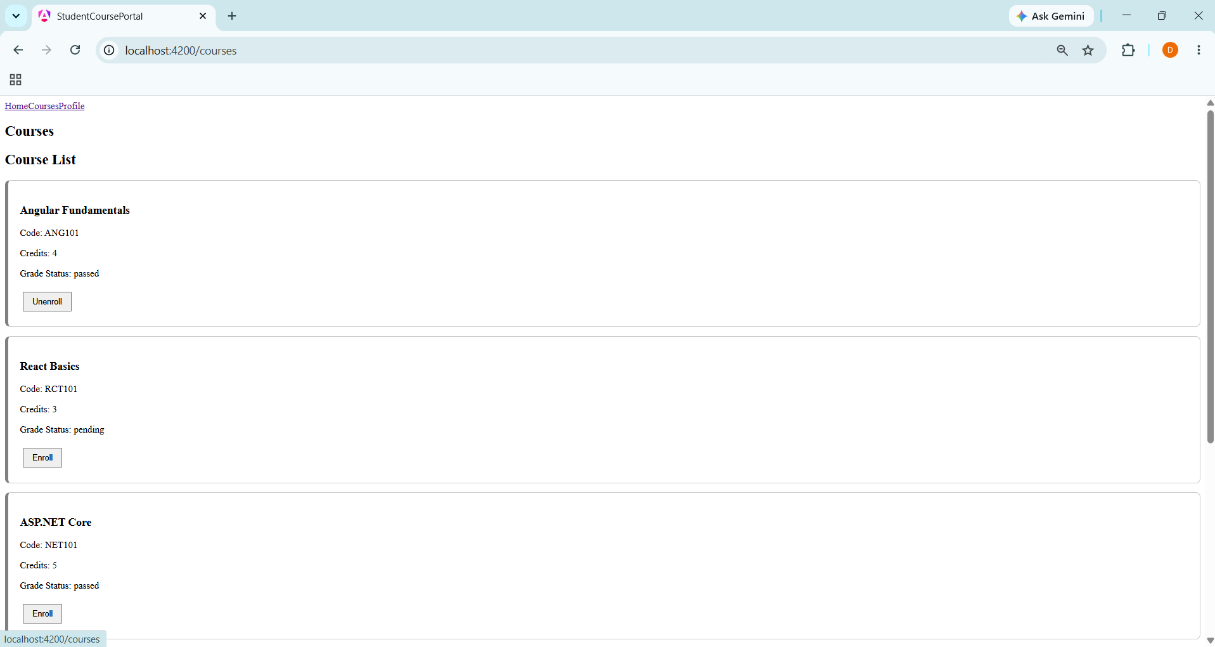 StudentCoursePortal
Ask Gemini
localhost:4200/courses
D
HomeCoursesProfile
Courses
Course List
Angular Fundamentals
Code: ANG101
Credits: 4
Grade Status: passed
Unenroll
React Basics
Code: RCT101
Credits: 3
Grade Status: pending
Enroll
ASP.NET Core
Code: NET101
Credits: 5
Grade Status: passed
Enroll
localhost:4200/courses